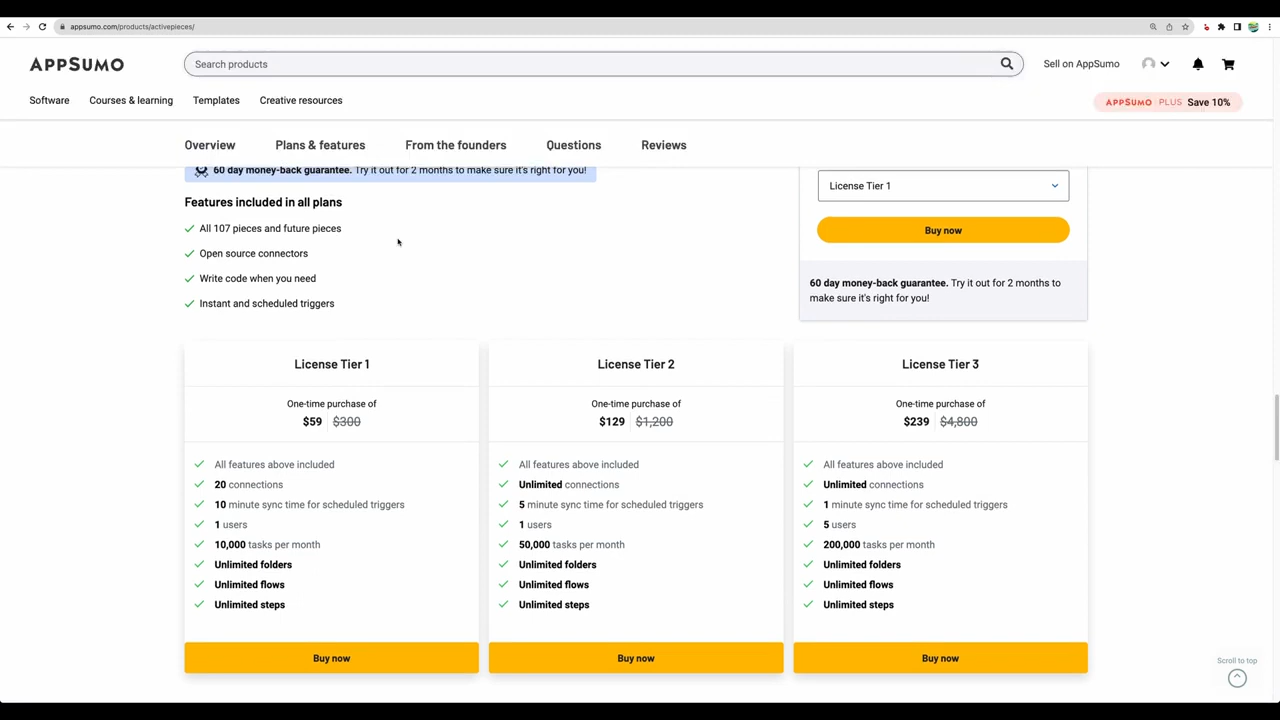 appsumo.com/products/activepieces/
APPSUMO
Search products
Sell on AppSumo
Software
Courses & learning
Templates
Creative resources
APPSUMO PLUS Save 10%
Overview
Plans & features
From the founders
Questions
Reviews
60 day money-back guarantee. Try it out for 2 months to make sure it's right for you!
Features included in all plans
All 107 pieces and future pieces
Open source connectors
Write code when you need
Instant and scheduled triggers
License Tier 1
Buy now
60 day money-back guarantee. Try it out for 2 months to
make sure it's right for you!
License Tier 1
One-time purchase of
$59 $300
All features above included
20 connections
10 minute sync time for scheduled triggers
1 users
10,000 tasks per month
Unlimited folders
Unlimited flows
Unlimited steps
Buy now
License Tier 2
One-time purchase of
$129 $1,200
All features above included
Unlimited connections
5 minute sync time for scheduled triggers
1 users
50,000 tasks per month
Unlimited folders
Unlimited flows
Unlimited steps
Buy now
License Tier 3
One-time purchase of
$239 $4,800
All features above included
Unlimited connections
1 minute sync time for scheduled triggers
5 users
200,000 tasks per month
Unlimited folders
Unlimited flows
Unlimited steps
Buy now
Scroll to top